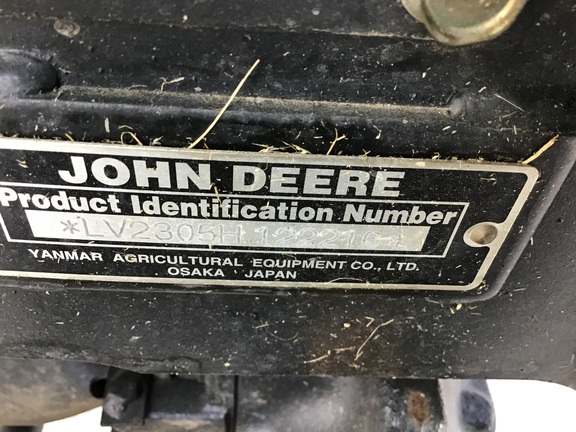 JOHN DEERE
Product Identification Number
*LV2305H
YANMAR AGRICULTURAL EQUIPMENT CO., LTD.
OSAKA JAPAN